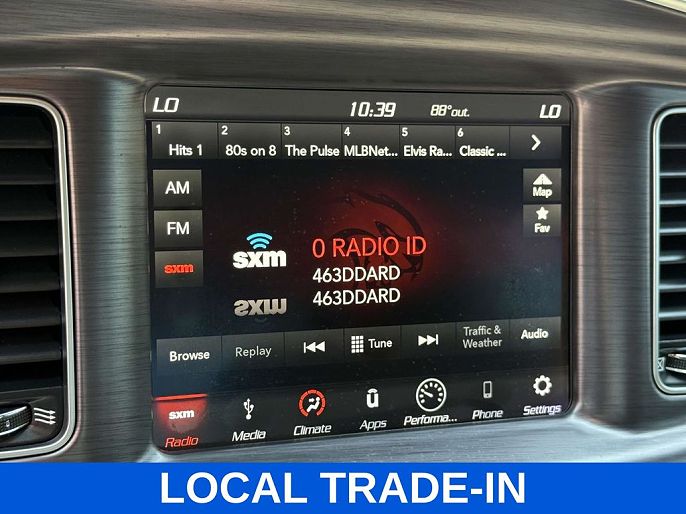 LO 10:39 88°out. LO
1 Hits 1 2 80s on 8 3 The Pulse 4 MLBNet... 5 Elvis Ra... 6 Classic ...
AM
Map
FM
Fav
sxm
sxm 0 RADIO ID
463DDARD
463DDARD
Browse Replay Tune Traffic & Weather Audio
sxm
Radio Media Climate Apps Performa... Phone Settings
LOCAL TRADE-IN